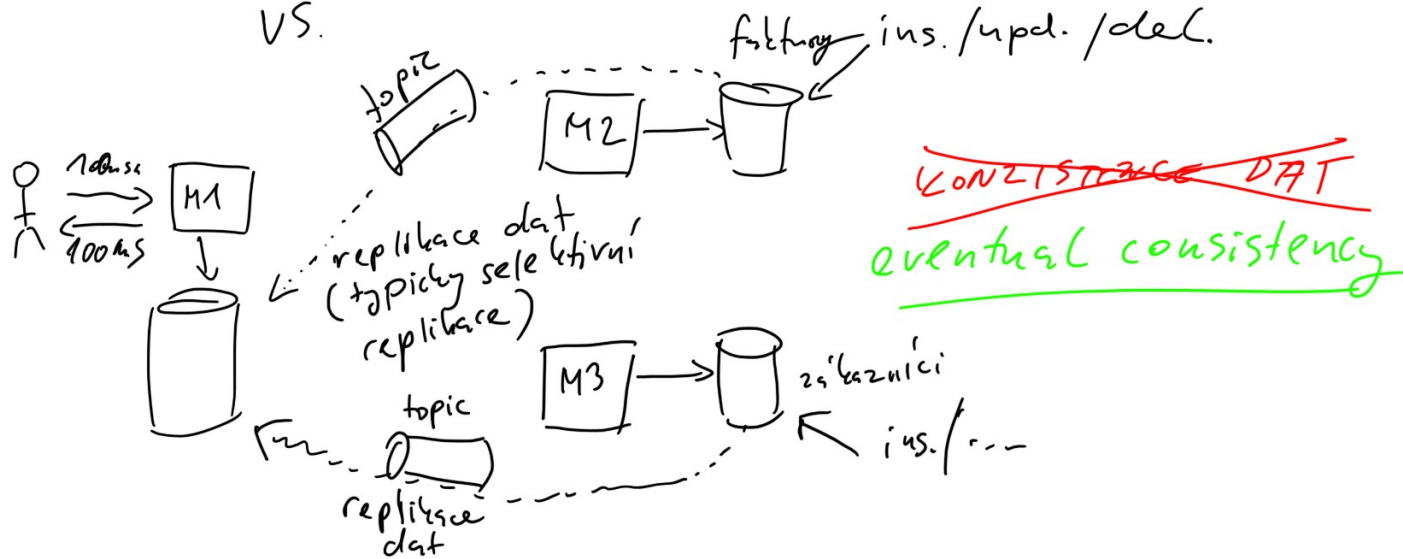 VS.
faktury
ins./upd./del.
topic
M2
100ms
M1
100ms
KONZISTENCE DAT
eventual consistency
replikace dat
(typicky selektivní
replikace)
M3
zákazníci
topic
ins./...
replikace
dat